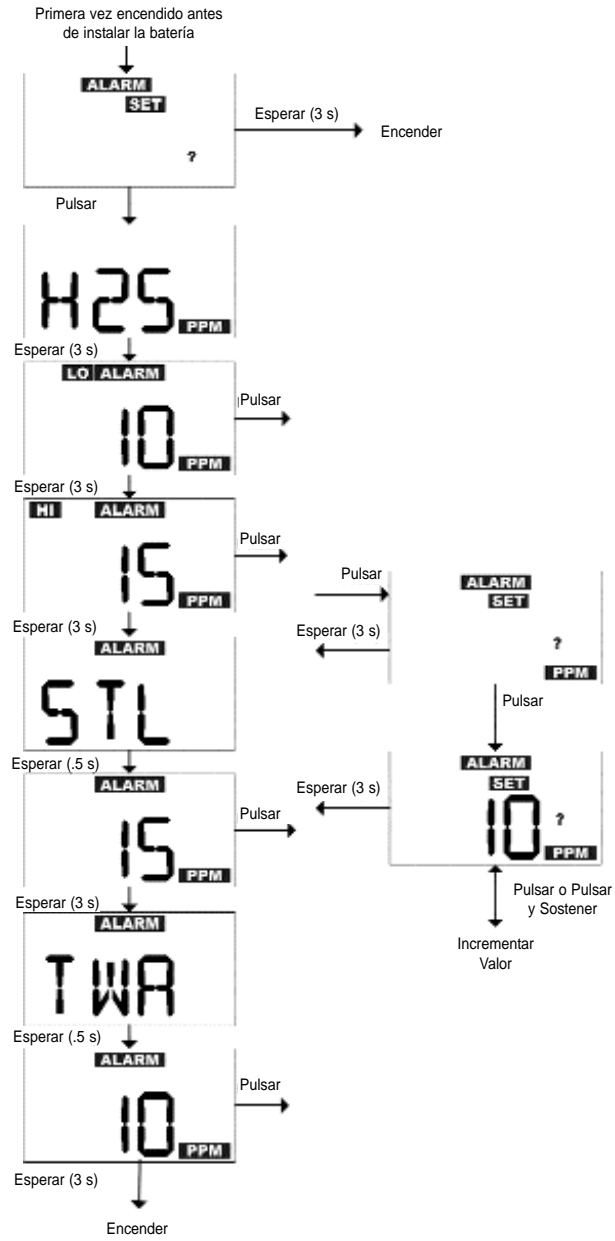 Primera vez encendido antes
de instalar la batería
ALARM
SET
?
Esperar (3 s)
Encender
Pulsar
H2S
PPM
Esperar (3 s)
LO ALARM
10
PPM
Pulsar
Esperar (3 s)
HI ALARM
15
PPM
Pulsar
Esperar (3 s)
ALARM
STL
Esperar (.5 s)
ALARM
15
PPM
Pulsar
Esperar (3 s)
ALARM
TWA
Esperar (.5 s)
ALARM
10
PPM
Pulsar
Esperar (3 s)
Encender
Pulsar
ALARM
SET
?
PPM
Esperar (3 s)
Pulsar
ALARM
SET
10 ?
PPM
Esperar (3 s)
Pulsar o Pulsar
y Sostener
Incrementar
Valor